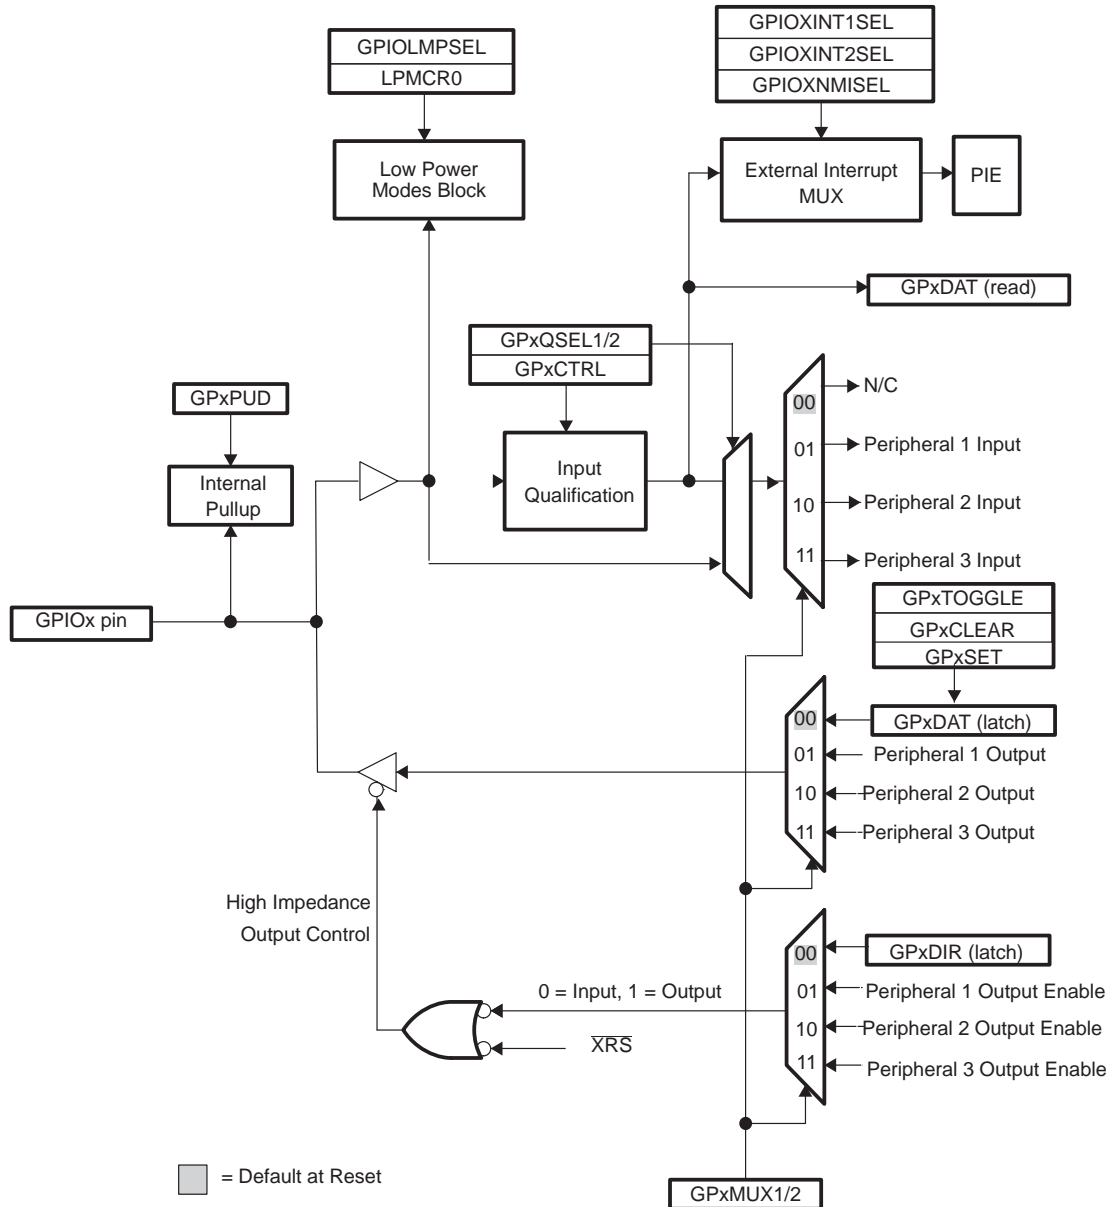 GPIOLMPSEL
LPMCR0
Low Power
Modes Block
GPIOXINT1SEL
GPIOXINT2SEL
GPIOXNMISEL
External Interrupt
MUX
PIE
GPxDAT (read)
GPxQSEL1/2
GPxCTRL
GPxPUD
Internal
Pullup
Input
Qualification
00
01
10
11
N/C
Peripheral 1 Input
Peripheral 2 Input
Peripheral 3 Input
GPIOx pin
GPxTOGGLE
GPxCLEAR
GPxSET
00
01
10
11
GPxDAT (latch)
Peripheral 1 Output
Peripheral 2 Output
Peripheral 3 Output
High Impedance
Output Control
00
01
10
11
GPxDIR (latch)
Peripheral 1 Output Enable
Peripheral 2 Output Enable
Peripheral 3 Output Enable
0 = Input, 1 = Output
XRS
= Default at Reset
GPxMUX1/2